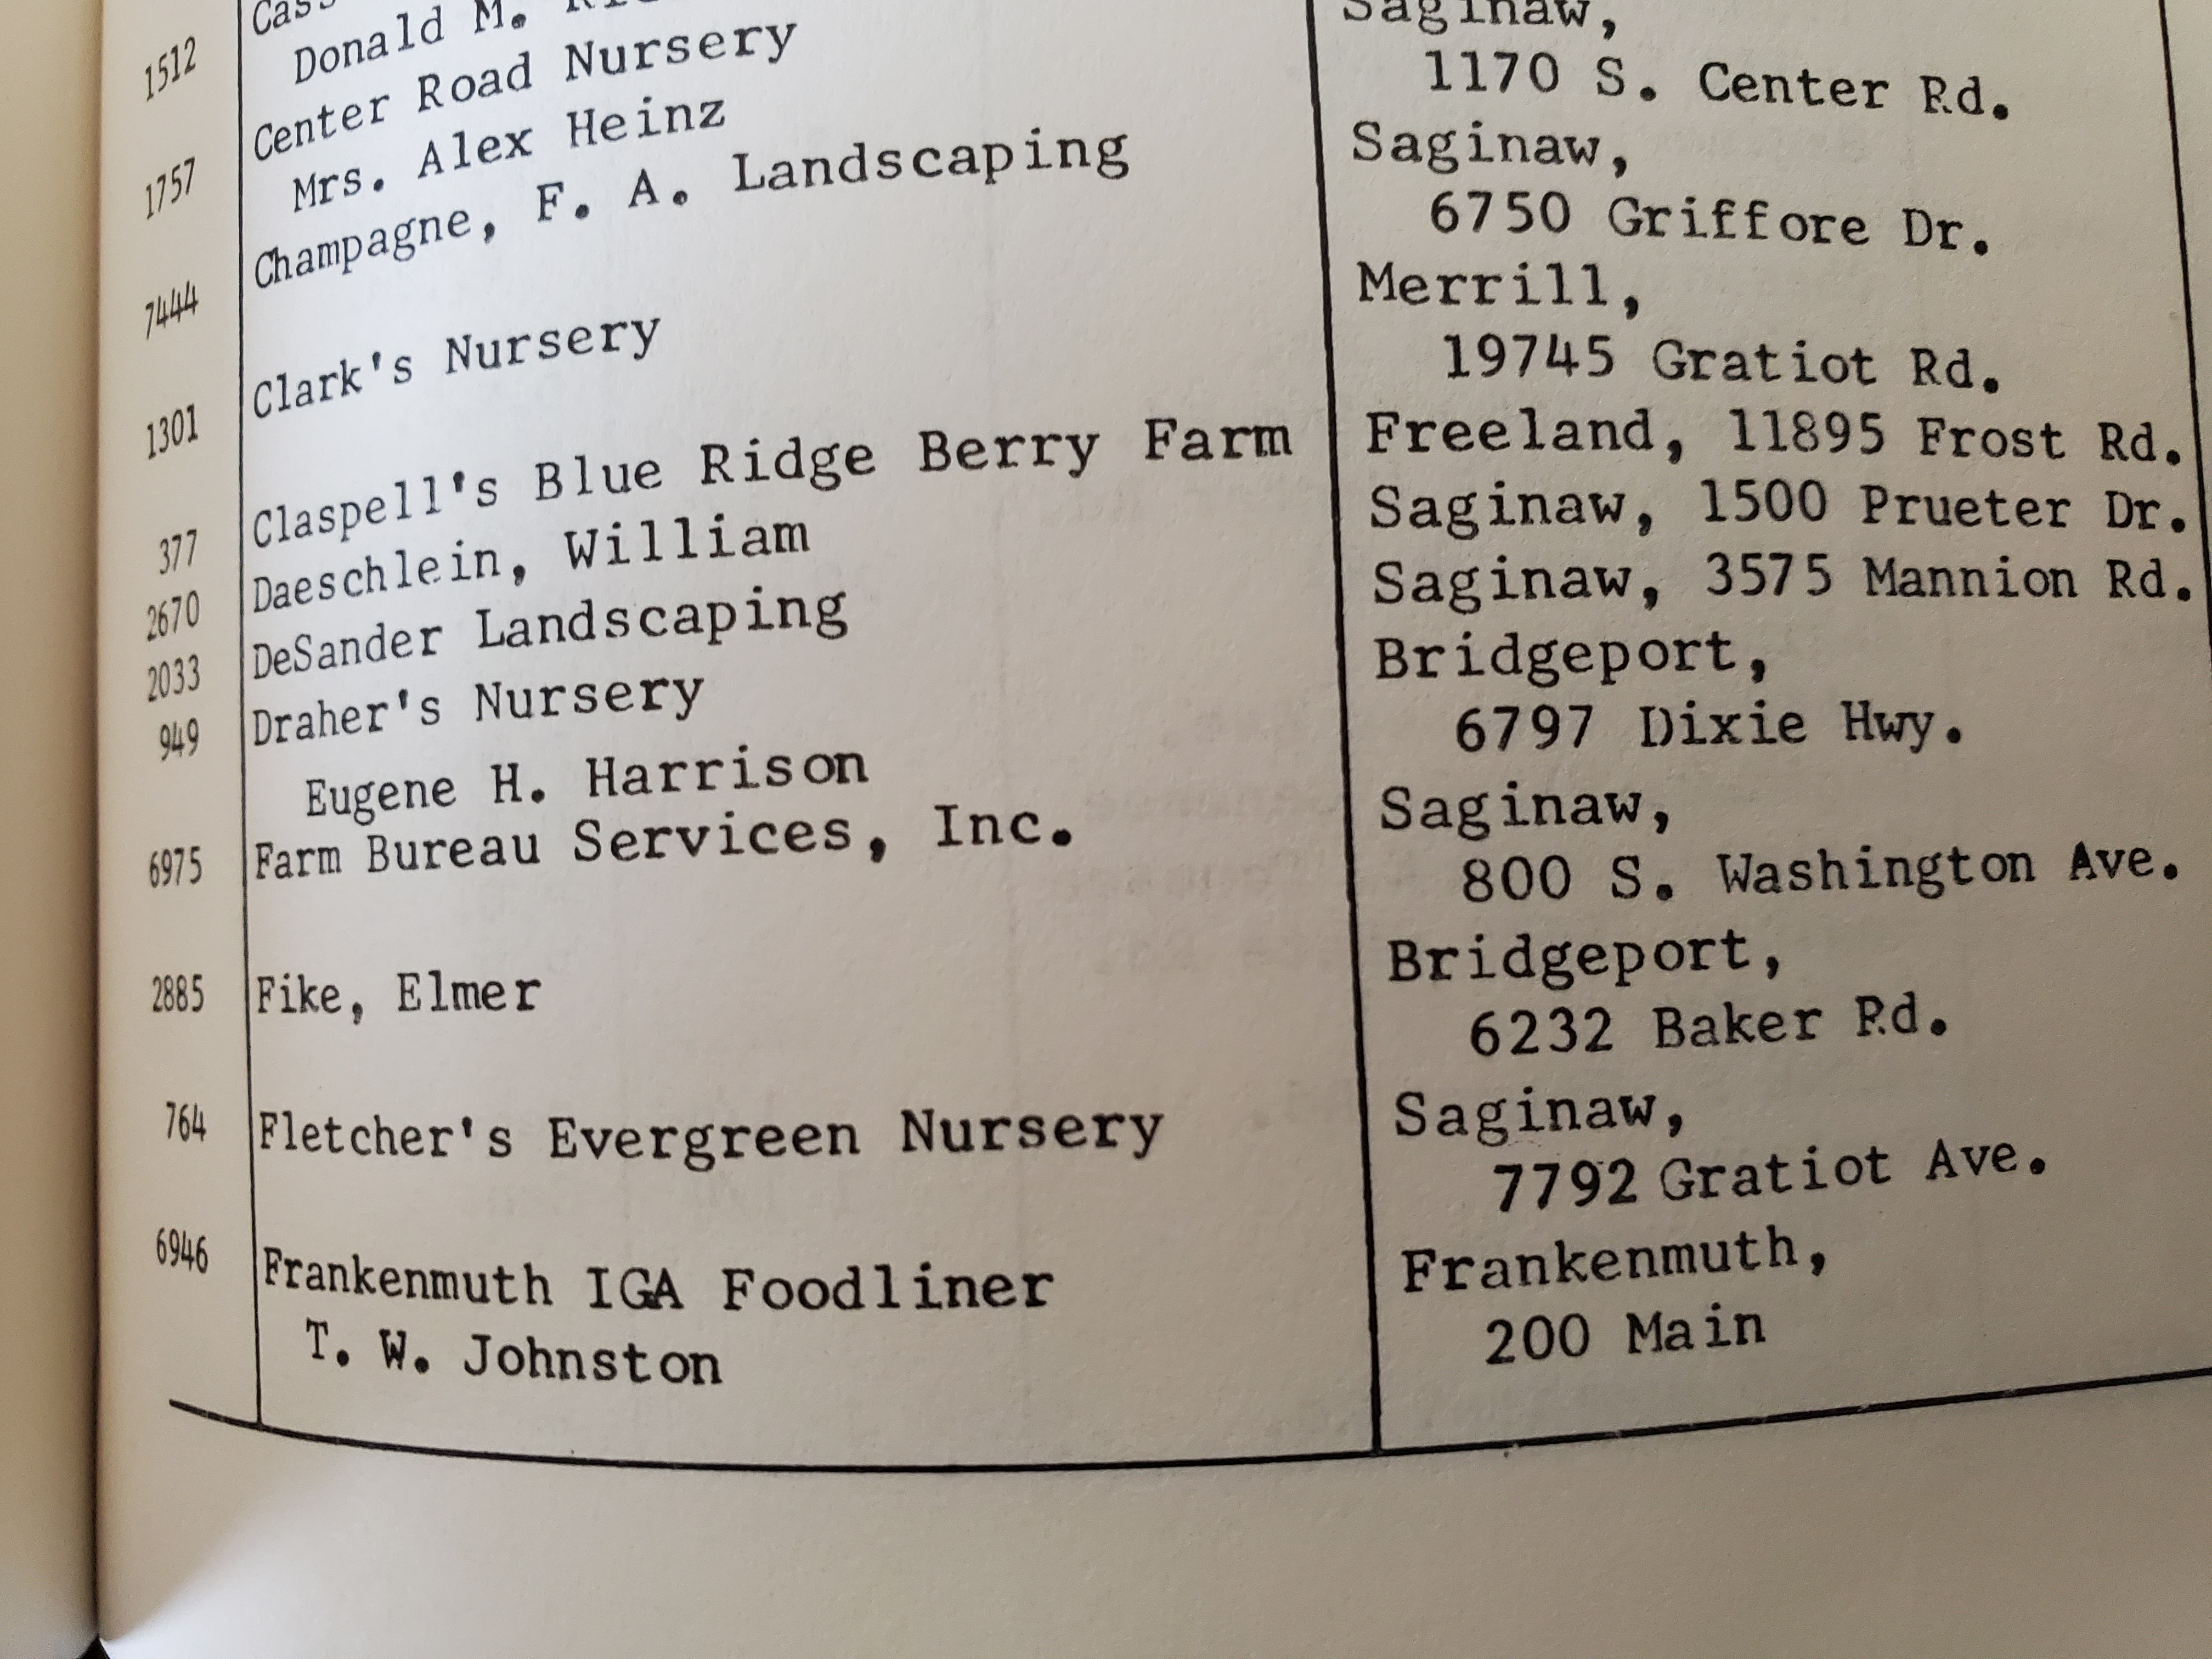 1512
Donald M.
1757 Center Road Nursery Saginaw,
Mrs. Alex Heinz 1170 S. Center Rd.
7444 Champagne, F. A. Landscaping Saginaw,
6750 Griffore Dr.
1301 Clark's Nursery Merrill,
19745 Gratiot Rd.
377 Claspell's Blue Ridge Berry Farm Freeland, 11895 Frost Rd.
2670 Daeschlein, William Saginaw, 1500 Prueter Dr.
2033 DeSander Landscaping Saginaw, 3575 Mannion Rd.
949 Draher's Nursery Bridgeport,
Eugene H. Harrison 6797 Dixie Hwy.
6975 Farm Bureau Services, Inc. Saginaw,
800 S. Washington Ave.
2885 Fike, Elmer Bridgeport,
6232 Baker Rd.
764 Fletcher's Evergreen Nursery Saginaw,
7792 Gratiot Ave.
6946 Frankenmuth IGA Foodliner Frankenmuth,
T. W. Johnston 200 Main